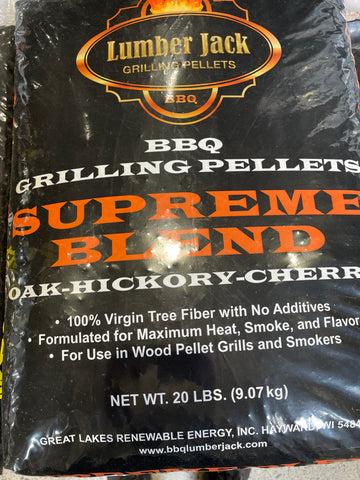 Lumber Jack
GRILLING PELLETS
BBQ
BBQ
GRILLING PELLETS
SUPREME
BLEND
OAK-HICKORY-CHERR
• 100% Virgin Tree Fiber with No Additives
• Formulated for Maximum Heat, Smoke, and Flavor
• For Use in Wood Pellet Grills and Smokers
NET WT. 20 LBS. (9.07 kg)
GREAT LAKES RENEWABLE ENERGY, INC. HAYWARD, WI 5484
www.bbqlumberjack.com